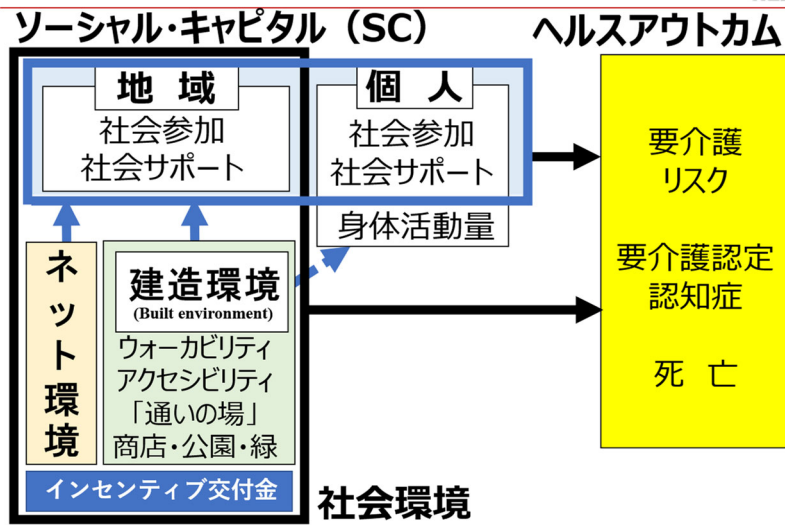 ソーシャル・キャピタル（SC）
ヘルスアウトカム
地 域
社会参加
社会サポート
個 人
社会参加
社会サポート
身体活動量
要介護
リスク
要介護認定
認知症
死 亡
ネット環境
建造環境
(Built environment)
ウォーカビリティ
アクセシビリティ
「通いの場」
商店・公園・緑
インセンティブ交付金
社会環境